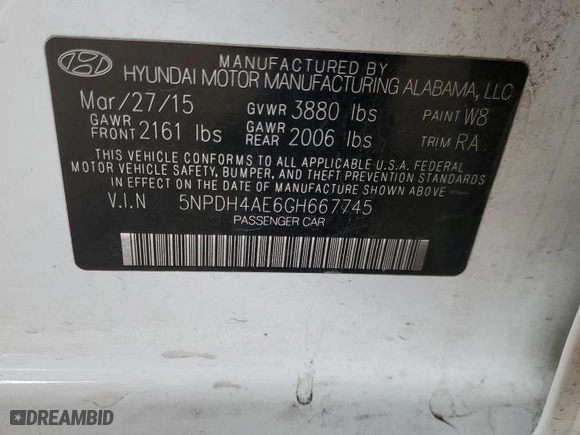 MANUFACTURED BY
HYUNDAI MOTOR MANUFACTURING ALABAMA, LLC
Mar/27/15 GVWR 3880 lbs PAINT W8
GAWR FRONT 2161 lbs GAWR REAR 2006 lbs TRIM RA
THIS VEHICLE CONFORMS TO ALL APPLICABLE U.S.A. FEDERAL
MOTOR VEHICLE SAFETY, BUMPER, AND THEFT PREVENTION STANDARDS
IN EFFECT ON THE DATE OF MANUFACTURE SHOWN ABOVE
V.I.N 5NPDH4AE6GH667745
PASSENGER CAR
DREAMBID